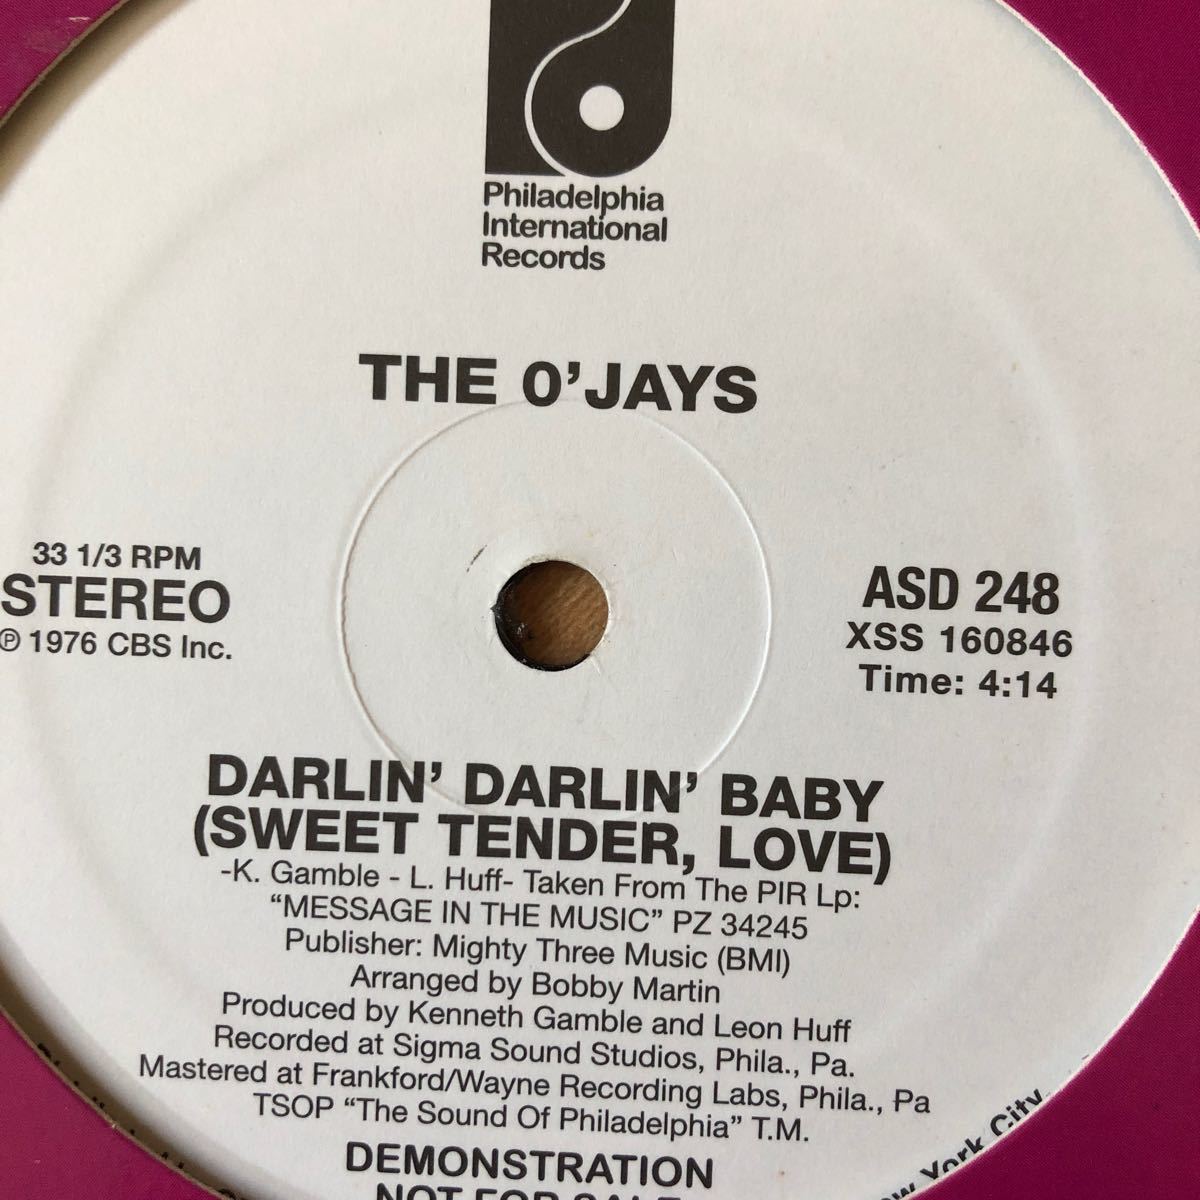 Philadelphia
International
Records
THE O'JAYS
33 1/3 RPM
STEREO
℗ 1976 CBS Inc.
ASD 248
XSS 160846
Time: 4:14
DARLIN' DARLIN' BABY
(SWEET TENDER, LOVE)
-K. Gamble - L. Huff- Taken From The PIR Lp:
“MESSAGE IN THE MUSIC” PZ 34245
Publisher: Mighty Three Music (BMI)
Arranged by Bobby Martin
Produced by Kenneth Gamble and Leon Huff
Recorded at Sigma Sound Studios, Phila., Pa.
Mastered at Frankford/Wayne Recording Labs, Phila., Pa
TSOP “The Sound Of Philadelphia” T.M.
DEMONSTRATION
NOT FOR SALE
York City